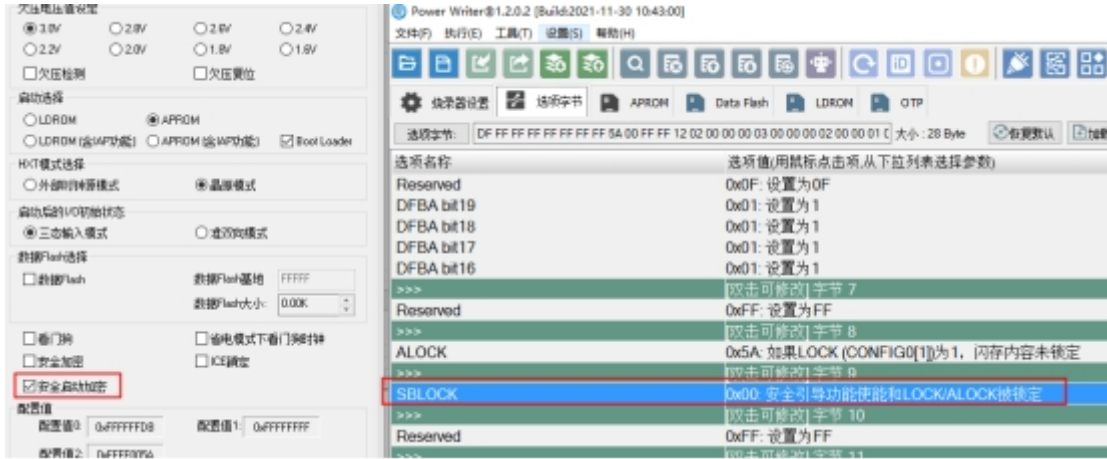 欠压电压值设定
3.0V 2.8V 2.6V 2.4V
2.2V 2.0V 1.8V 1.6V
欠压检测 欠压复位
启动选择
LDROM APROM
LDROM (含IAP功能) APROM (含IAP功能) Boot Loader
HXT模式选择
外部时钟源模式 晶振模式
启动后的I/O初始状态
三态输入模式 准双向模式
数据Flash选择
数据Flash 数据Flash基地 FFFFF
数据Flash大小: 0.00K
看门狗 省电模式下看门狗时钟
安全加密 ICE锁定
安全启动加密
配置值
配置值0: 0xFFFFFFDB 配置值1: 0xFFFFFFFF
配置值2: 0xFFFF005A
Power Writer®1.2.0.2 [Build:2021-11-30 10:43:00]
文件(F) 执行(E) 工具(T) 设置(S) 帮助(H)
烧录器设置 选项字节 APROM Data Flash LDROM OTP
选项字节: DF FF FF FF FF FF FF FF 5A 00 FF FF 12 02 00 00 00 03 00 00 00 02 00 00 01 大小 : 28 Byte 恢复默认
选项名称 选项值(用鼠标点击项,从下拉列表选择参数)
Reserved 0x0F: 设置为0F
DFBA bit19 0x01: 设置为1
DFBA bit18 0x01: 设置为1
DFBA bit17 0x01: 设置为1
DFBA bit16 0x01: 设置为1
>>> [双击可修改] 字节 7
Reserved 0xFF: 设置为FF
>>> [双击可修改] 字节 8
ALOCK 0x5A: 如果LOCK (CONFIG0[1])为1，闪存内容未锁定
>>> [双击可修改] 字节 9
SBLOCK 0x00: 安全引导功能使能和LOCK/ALOCK被锁定
>>> [双击可修改] 字节 10
Reserved 0xFF: 设置为FF
>>> [双击可修改] 字节 11